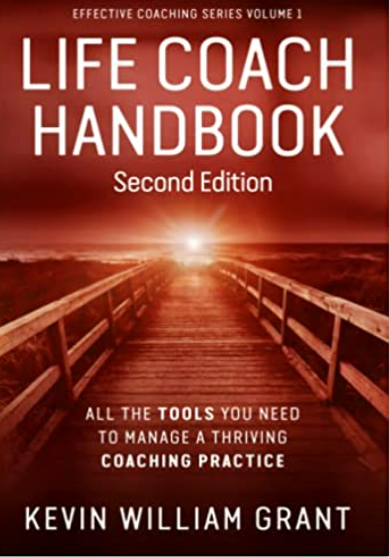 EFFECTIVE COACHING SERIES VOLUME 1
LIFE COACH
HANDBOOK
Second Edition
ALL THE TOOLS YOU NEED
TO MANAGE A THRIVING
COACHING PRACTICE
KEVIN WILLIAM GRANT